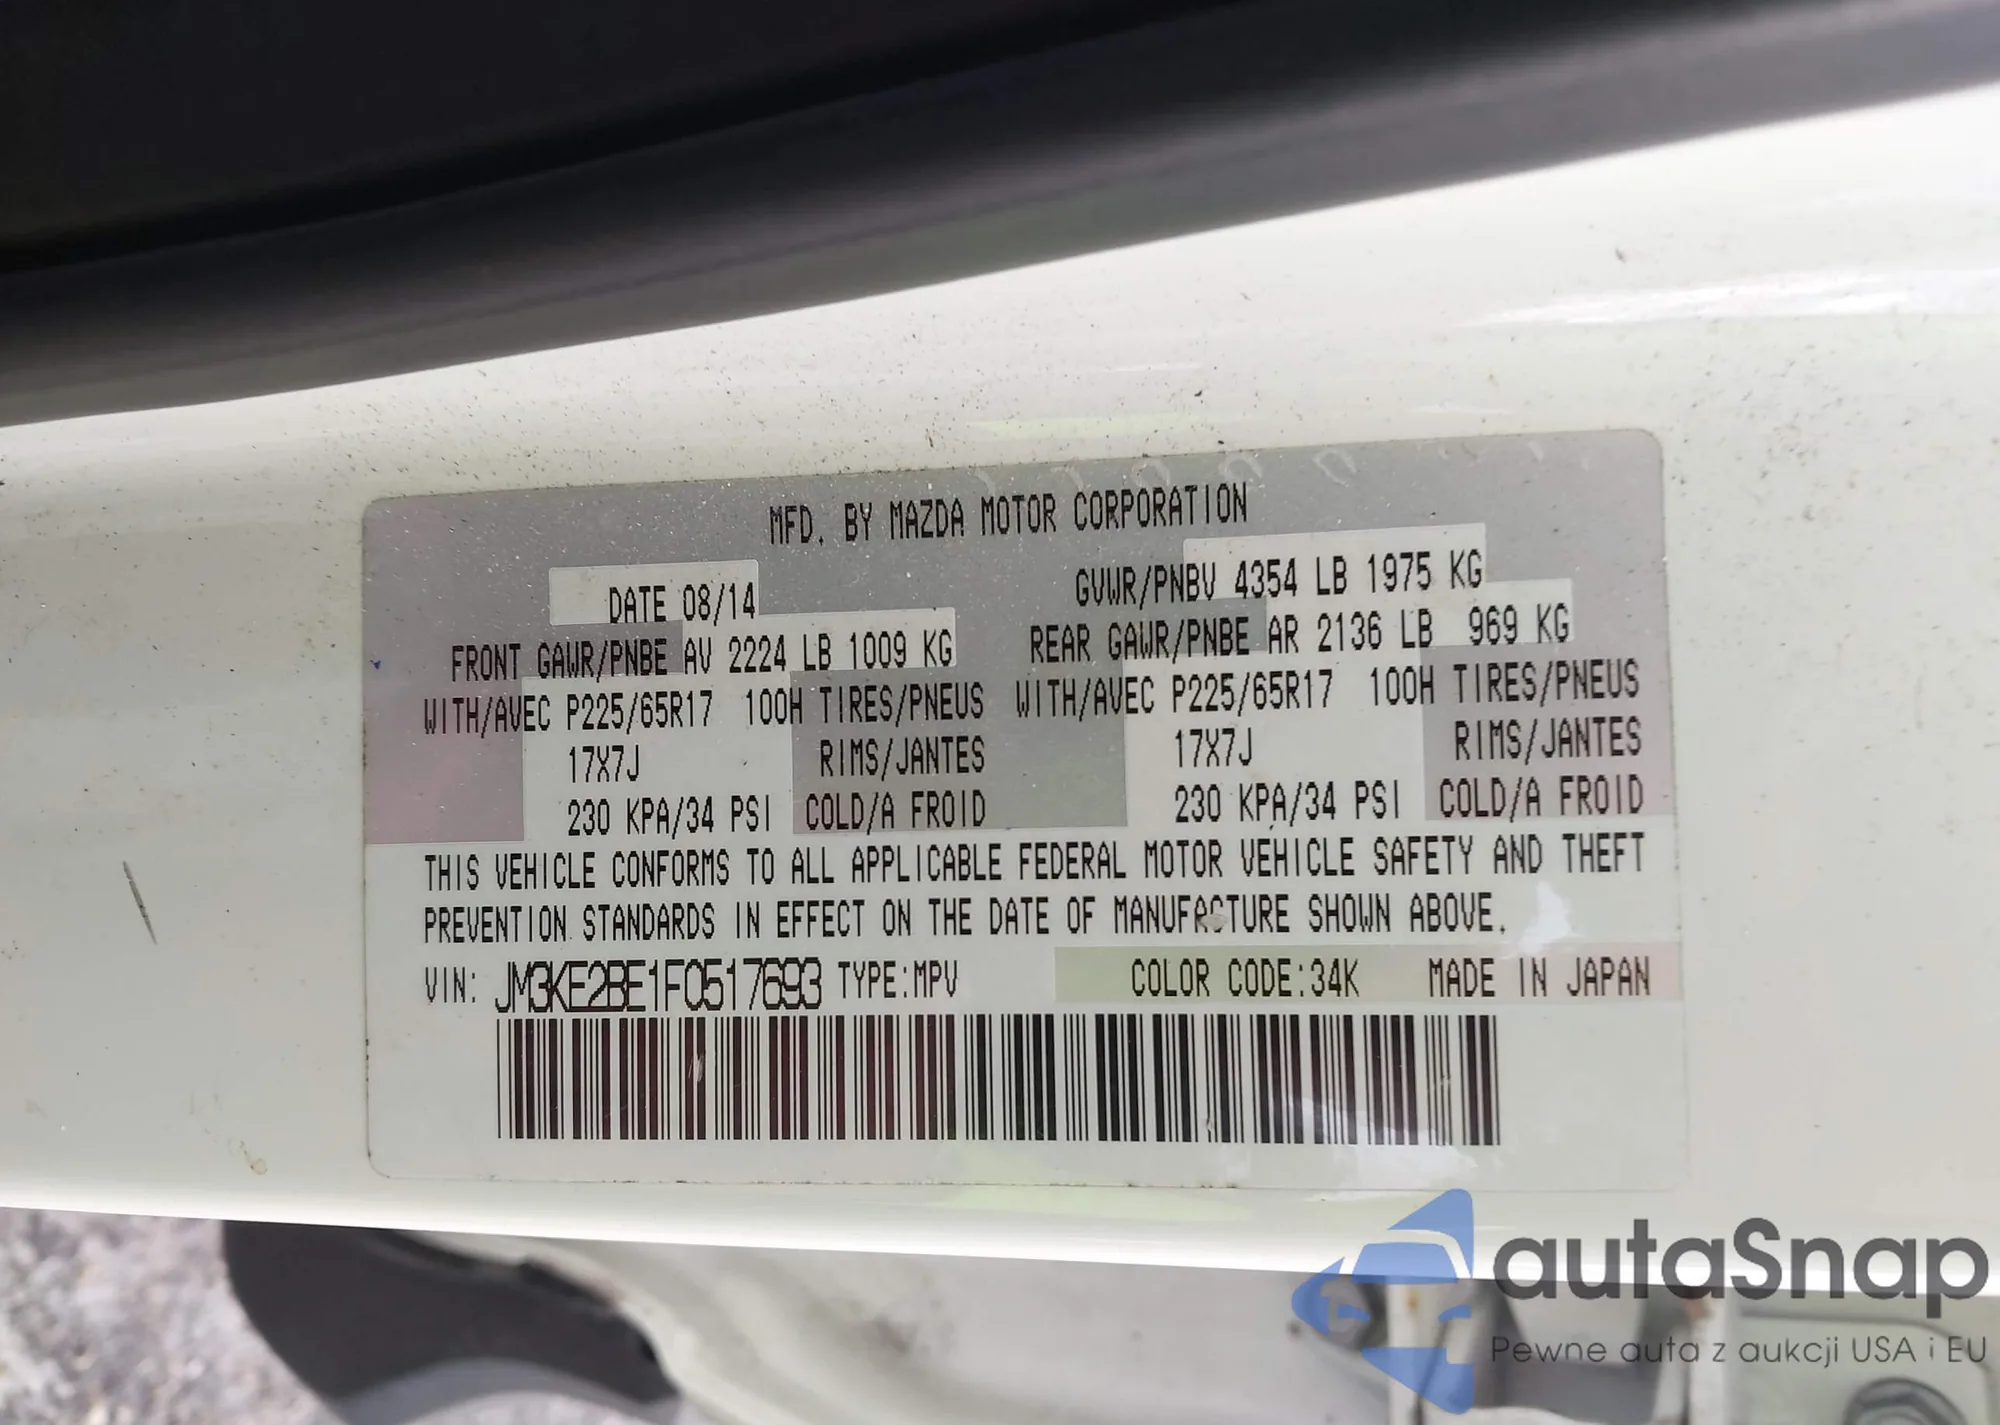 MFD. BY MAZDA MOTOR CORPORATION
DATE 08/14 GVWR/PNBV 4354 LB 1975 KG
FRONT GAWR/PNBE AV 2224 LB 1009 KG REAR GAWR/PNBE AR 2136 LB 969 KG
WITH/AVEC P225/65R17 100H TIRES/PNEUS WITH/AVEC P225/65R17 100H TIRES/PNEUS
17X7J RIMS/JANTES 17X7J RIMS/JANTES
230 KPA/34 PSI COLD/A FROID 230 KPA/34 PSI COLD/A FROID
THIS VEHICLE CONFORMS TO ALL APPLICABLE FEDERAL MOTOR VEHICLE SAFETY AND THEFT
PREVENTION STANDARDS IN EFFECT ON THE DATE OF MANUFACTURE SHOWN ABOVE.
VIN: JM3KE2BE1F0517693 TYPE:MPV COLOR CODE:34K MADE IN JAPAN
autaSnap
Pewne auta z aukcji USA i EU